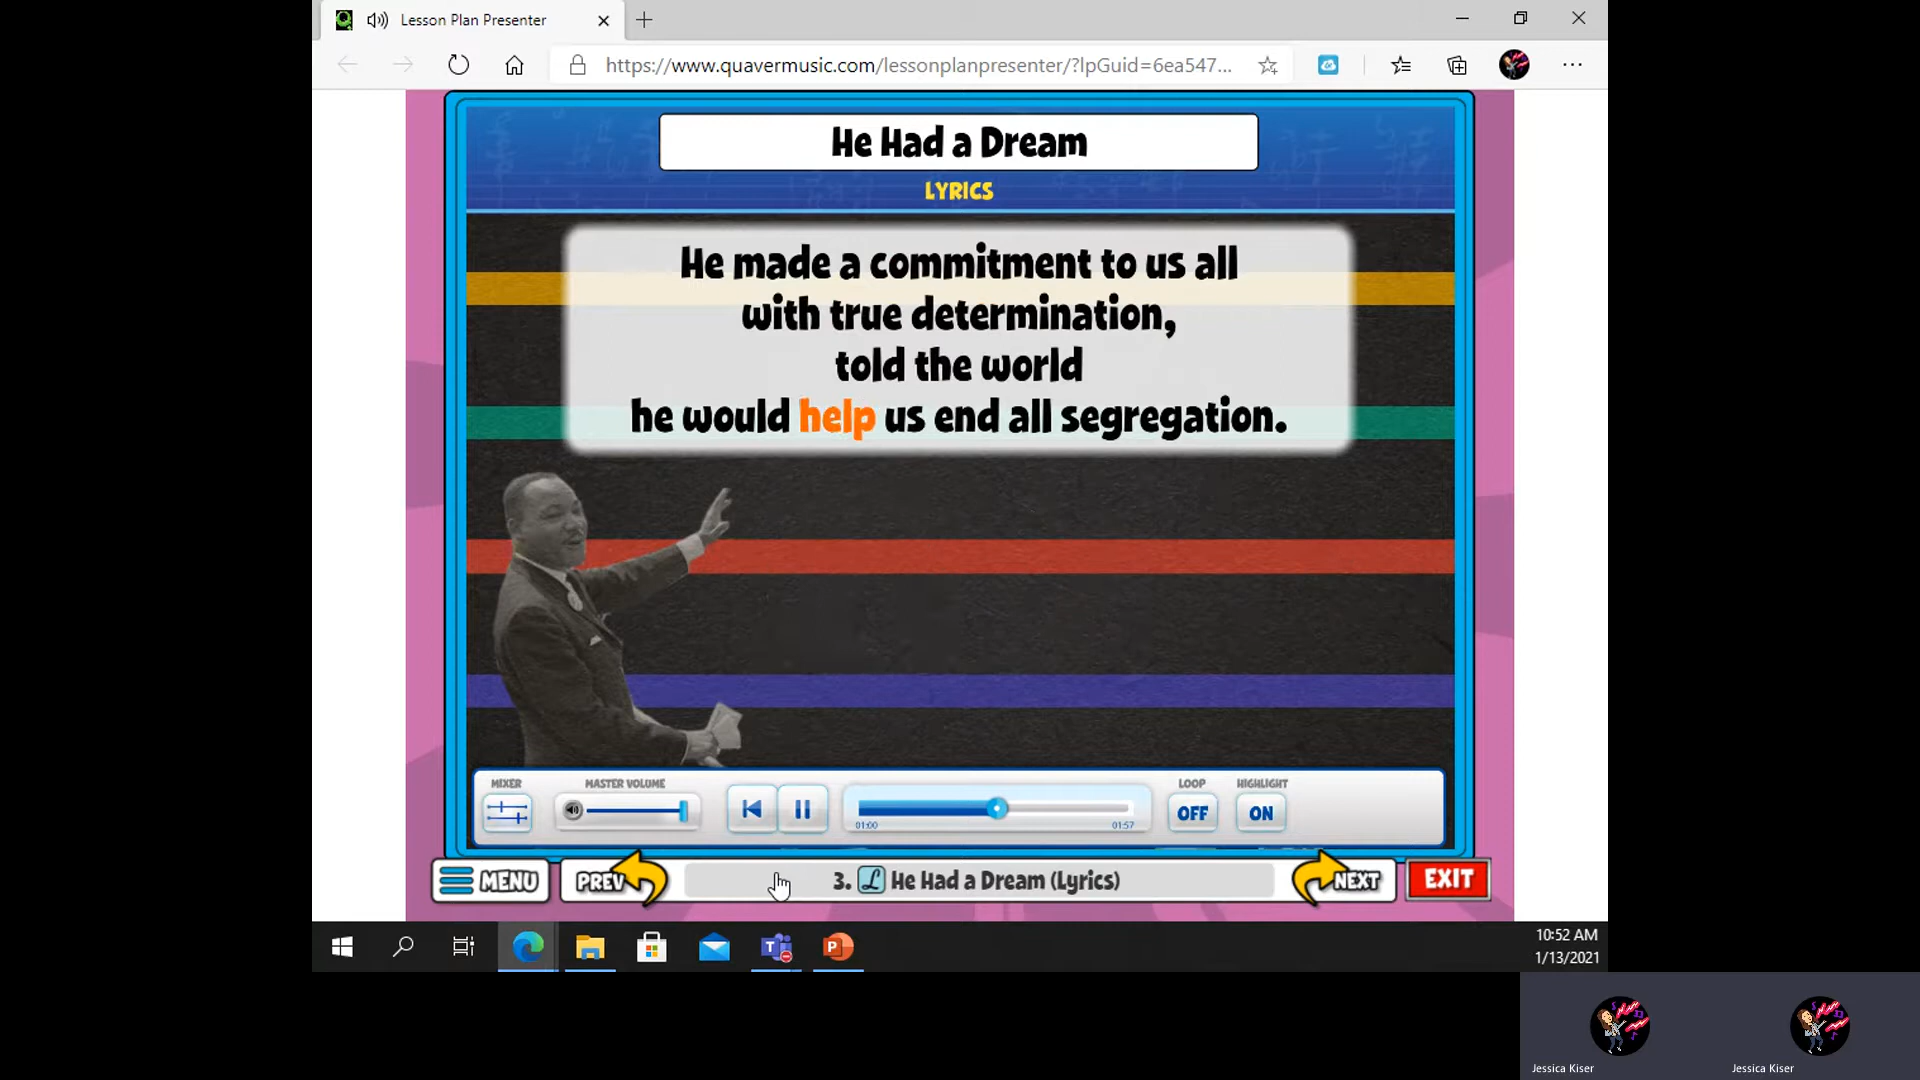 Lesson Plan Presenter
https://www.quavermusic.com/lessonplanpresenter/?lpGuid=6ea547...
He Had a Dream
LYRICS
He made a commitment to us all
with true determination,
told the world
he would help us end all segregation.
MIXER
MASTER VOLUME
LOOP
HIGHLIGHT
OFF
ON
01:00
01:57
MENU
PREV
3. L He Had a Dream (Lyrics)
NEXT
EXIT
10:52 AM
1/13/2021
Jessica Kiser
Jessica Kiser